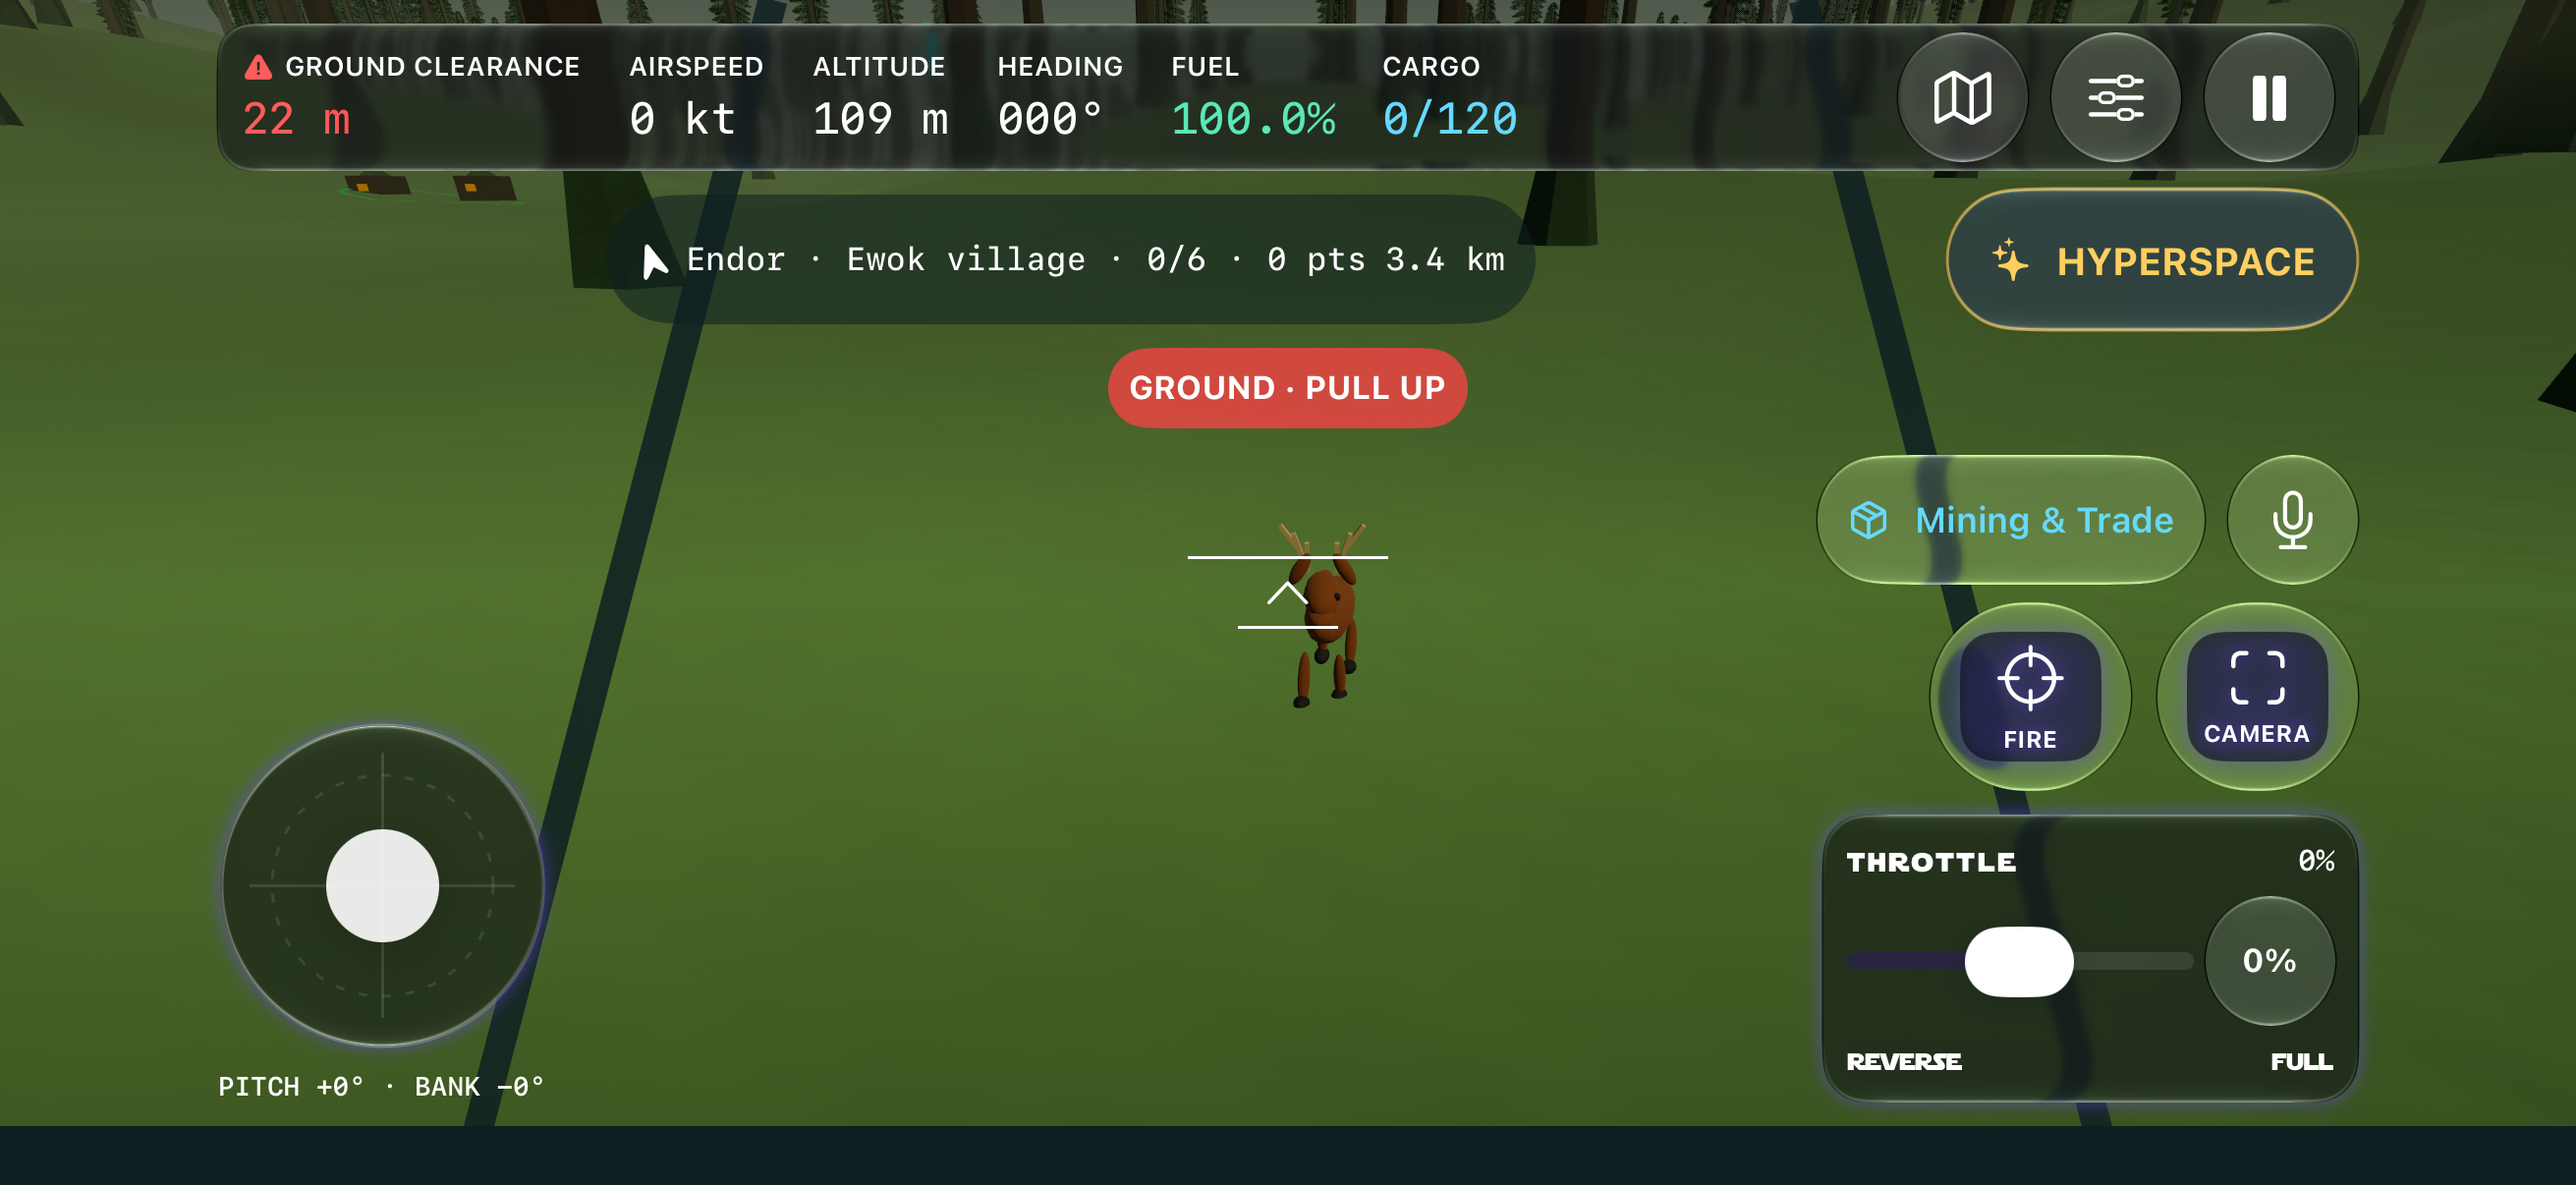 GROUND CLEARANCE
22 m
AIRSPEED
0 kt
ALTITUDE
109 m
HEADING
000°
FUEL
100.0%
CARGO
0/120
Endor · Ewok village · 0/6 · 0 pts 3.4 km
HYPERSPACE
GROUND · PULL UP
Mining & Trade
FIRE
CAMERA
THROTTLE
0%
0%
REVERSE
FULL
PITCH +0° · BANK −0°